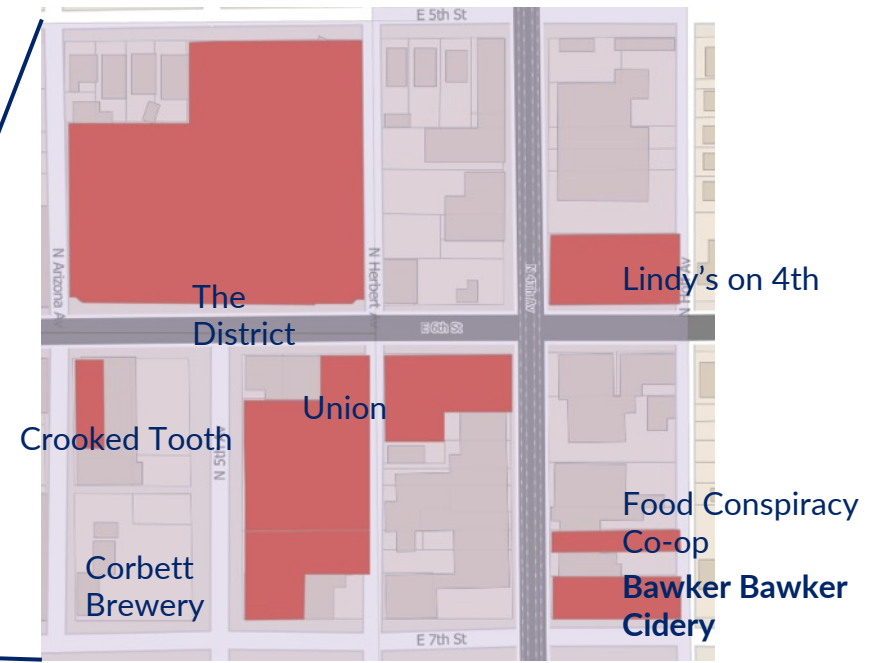 E 5th St
N Arizona Av
N Herbert Av
N 4th Av
Lindy's on 4th
The
District
E 6th St
Union
Crooked Tooth
N 5th Av
Food Conspiracy
Co-op
Corbett
Brewery
Bawker Bawker
Cidery
E 7th St